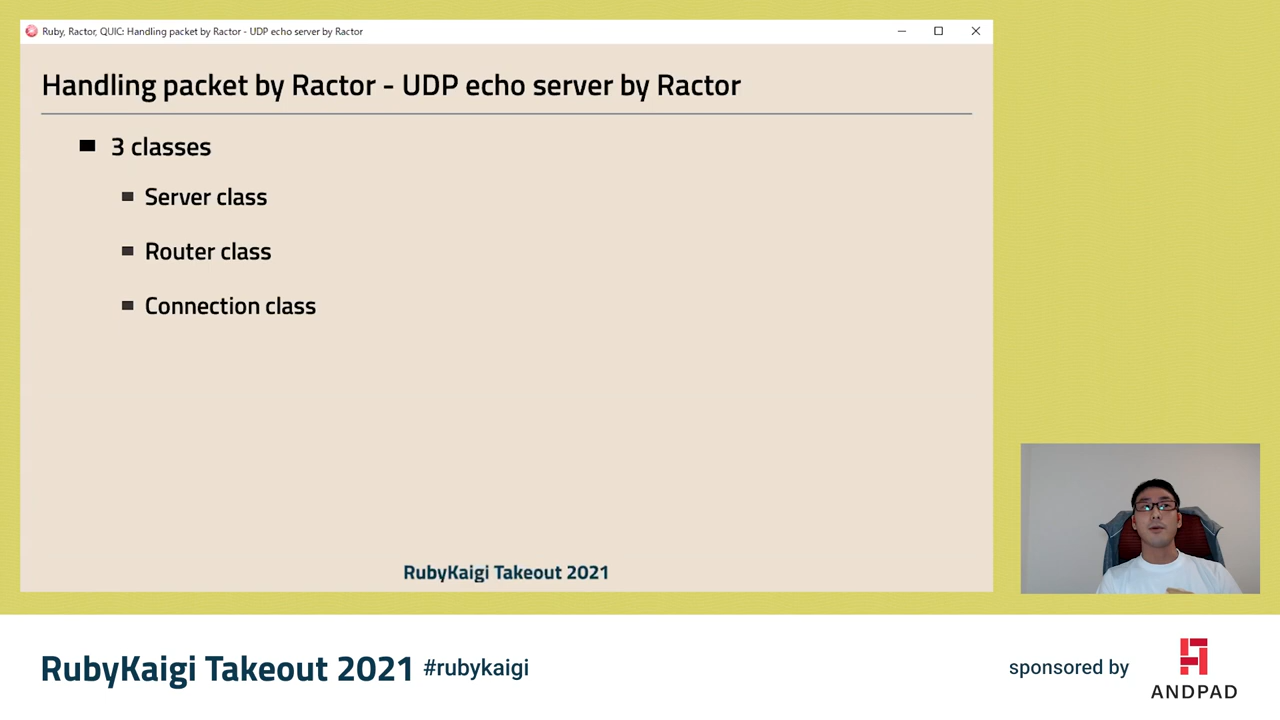 Ruby, Ractor, QUIC: Handling packet by Ractor - UDP echo server by Ractor
Handling packet by Ractor - UDP echo server by Ractor
3 classes
Server class
Router class
Connection class
RubyKaigi Takeout 2021
RubyKaigi Takeout 2021 #rubykaigi
sponsored by
ANDPAD